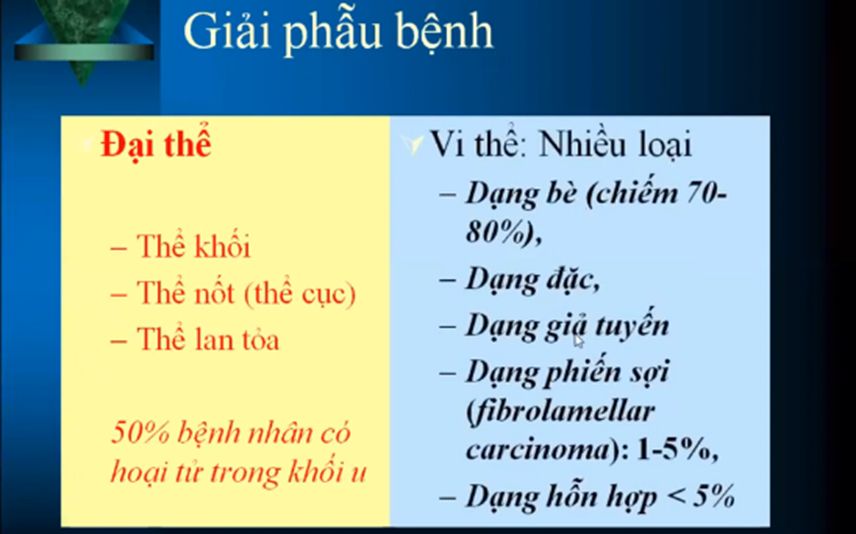 Giải phẫu bệnh
Đại thể
– Thể khối
– Thể nốt (thể cục)
– Thể lan tỏa
50% bệnh nhân có
hoại tử trong khối u
Vi thể: Nhiều loại
– Dạng bè (chiếm 70-
80%),
– Dạng đặc,
– Dạng giả tuyến
– Dạng phiến sợi
(fibrolamellar
carcinoma): 1-5%,
– Dạng hỗn hợp < 5%